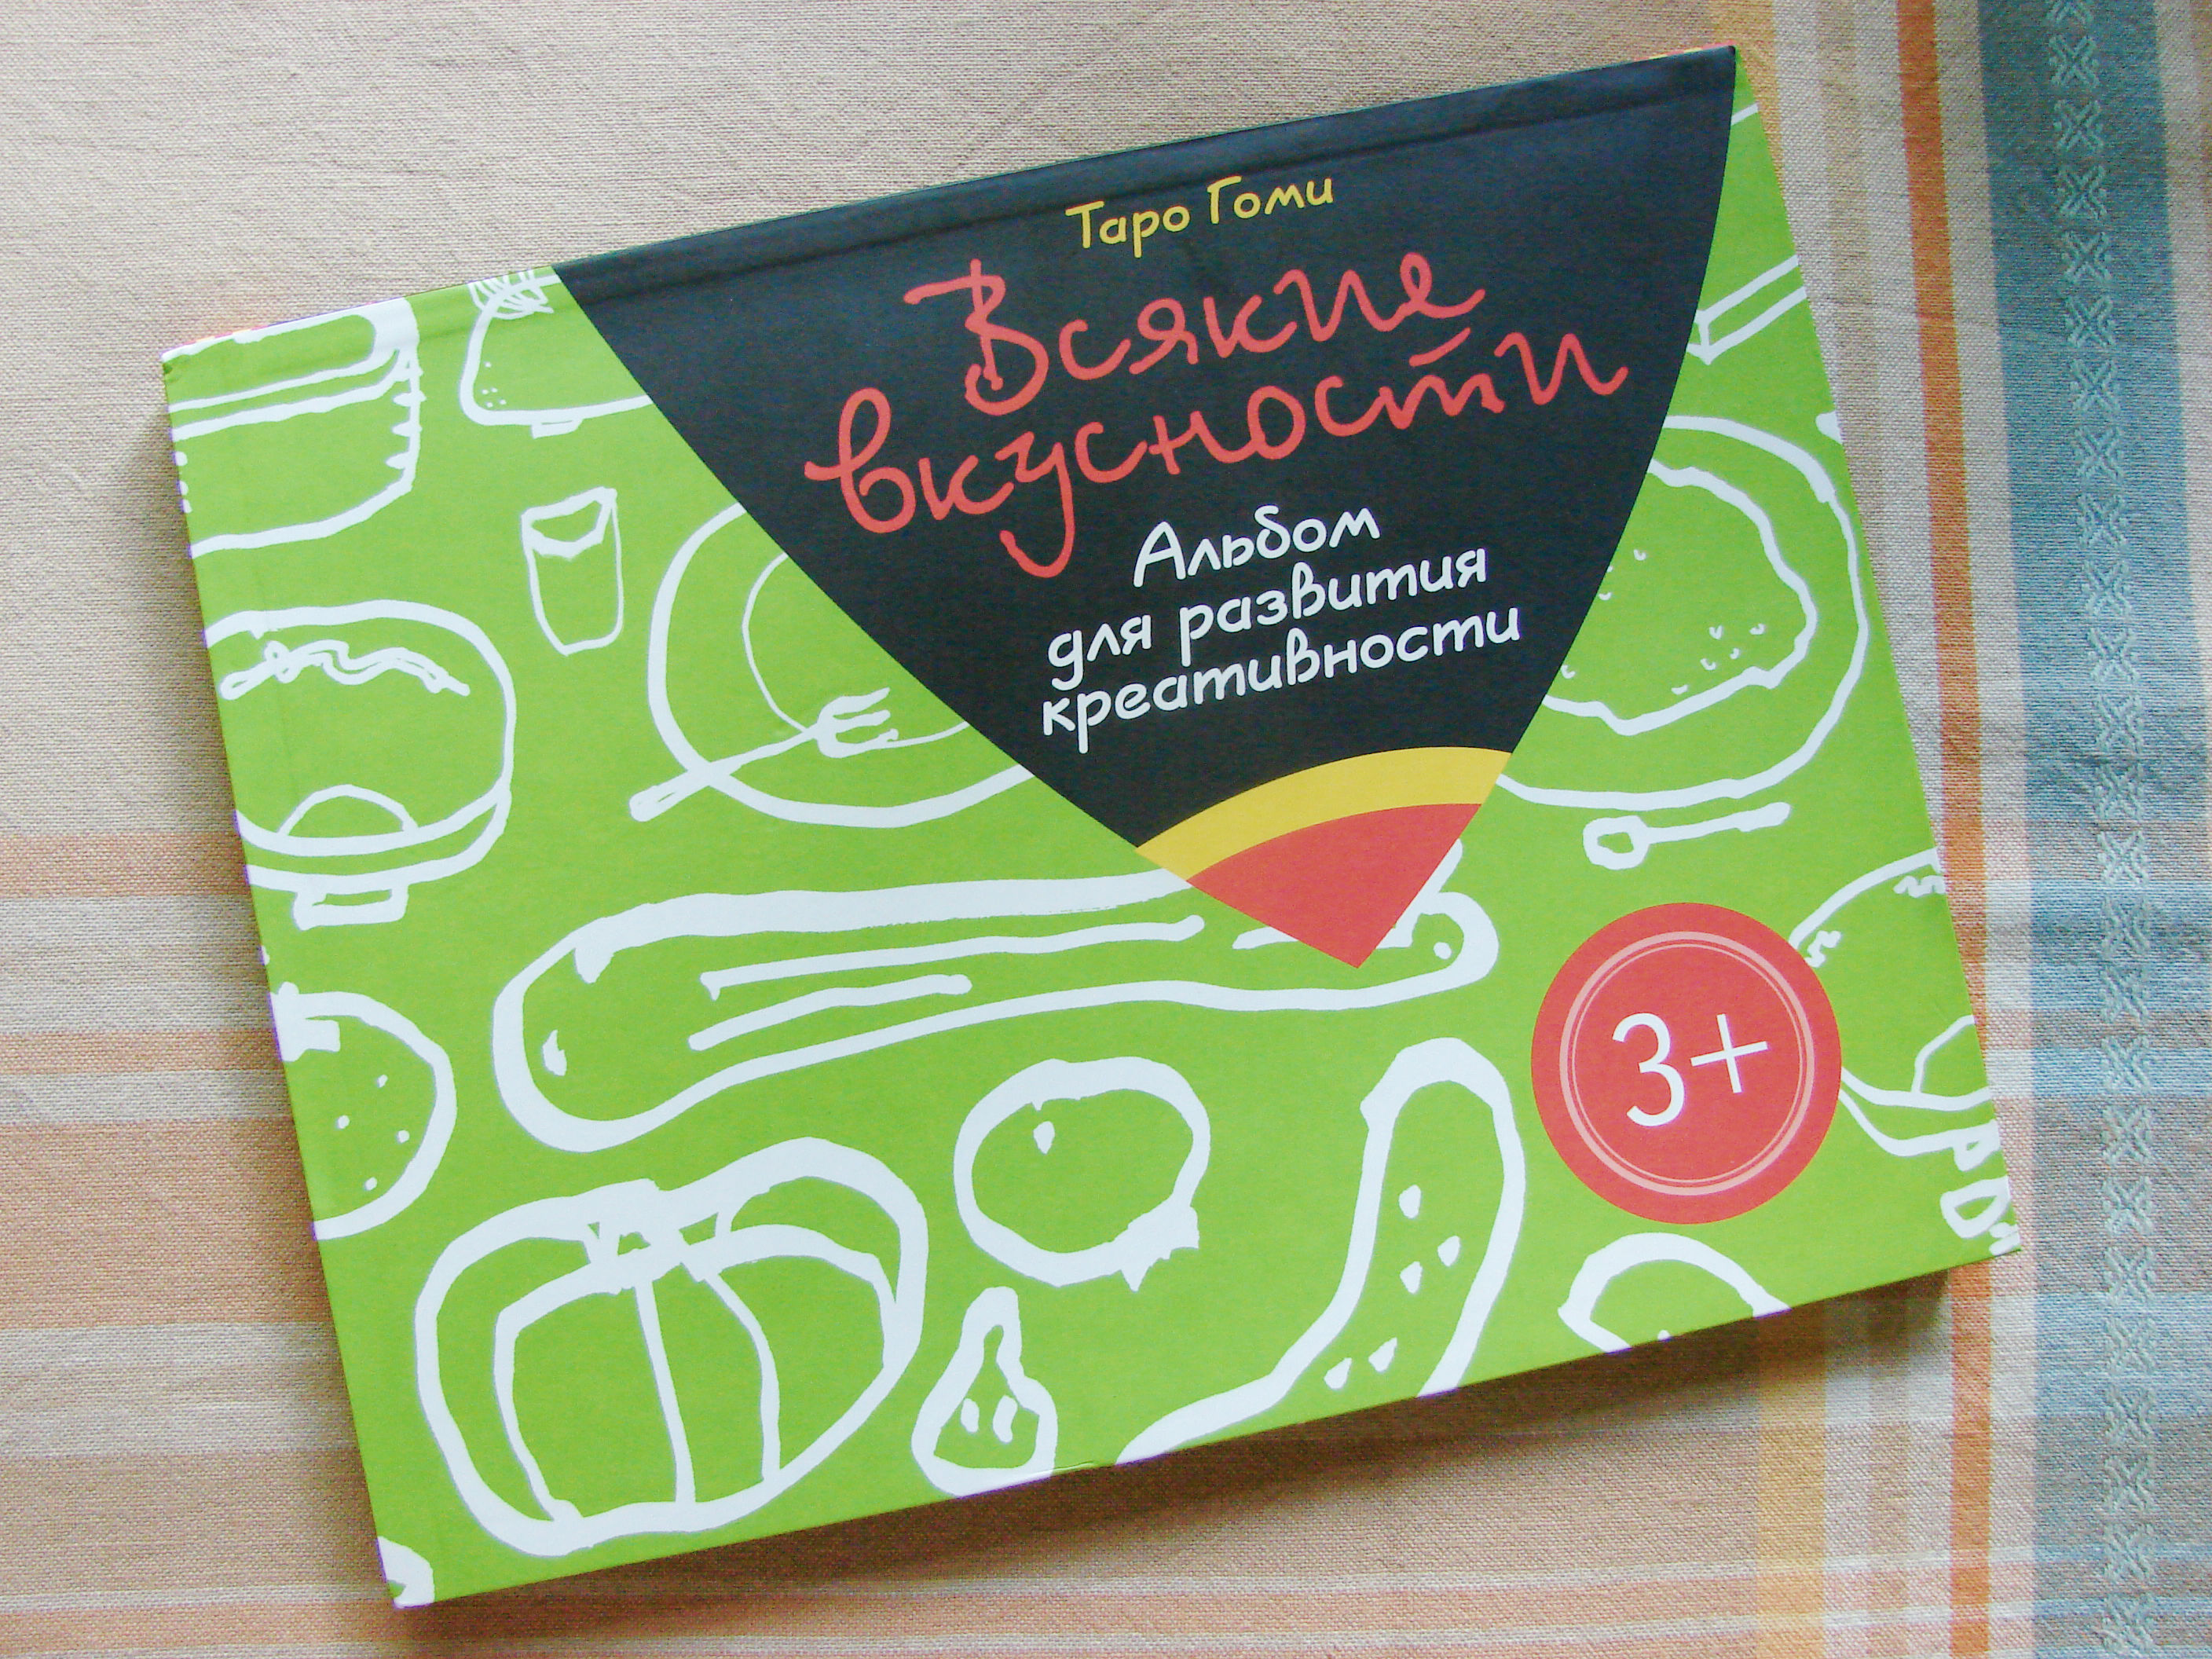 Таро Гоми
Всякие
вкусности
Альбом
для развития
креативности
3+